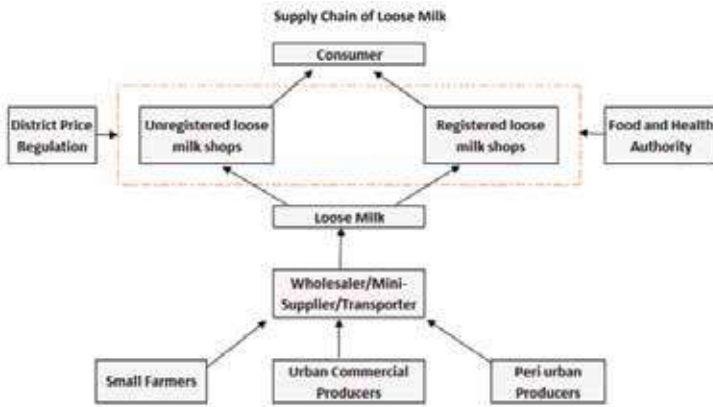 Supply Chain of Loose Milk
Consumer
District Price
Regulation
Unregistered loose
milk shops
Registered loose
milk shops
Food and Health
Authority
Loose Milk
Wholesaler/Mini-
Supplier/Transporter
Small Farmers
Urban Commercial
Producers
Peri urban
Producers